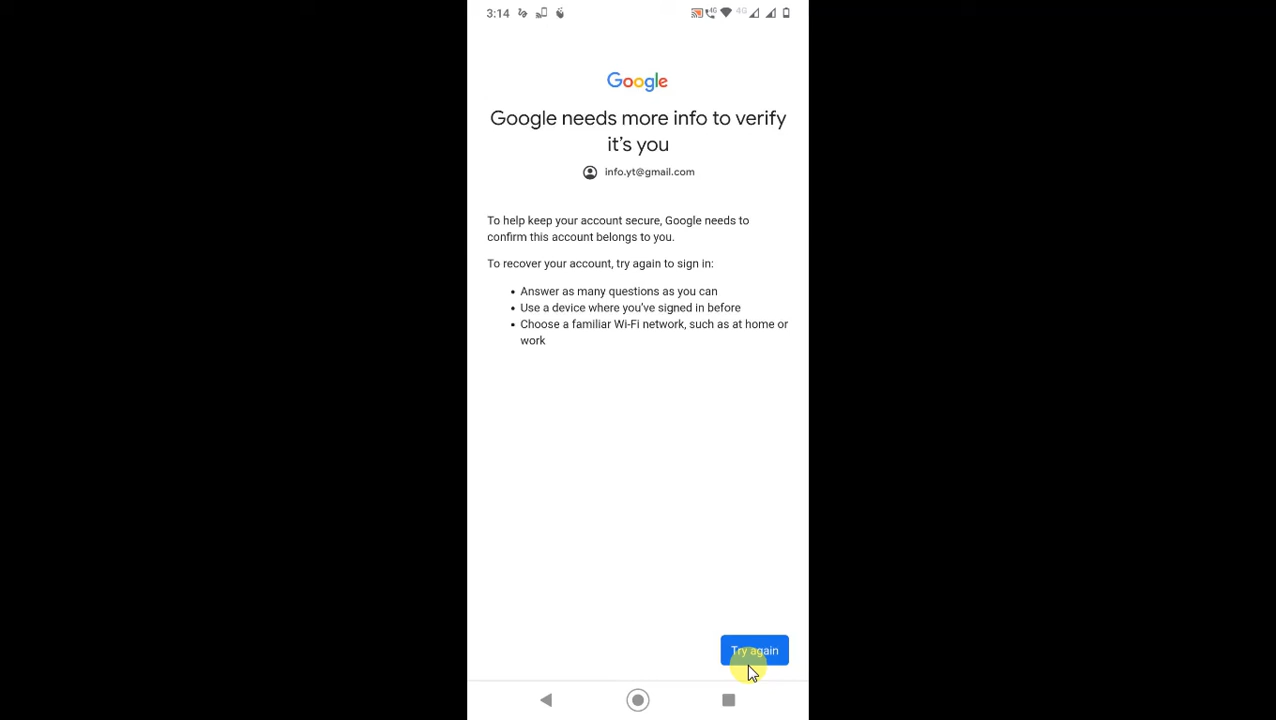 3:14 4G 4G
Google
Google needs more info to verify
it's you
info.yt@gmail.com
To help keep your account secure, Google needs to
confirm this account belongs to you.
To recover your account, try again to sign in:
• Answer as many questions as you can
• Use a device where you've signed in before
• Choose a familiar Wi-Fi network, such as at home or
work
Try again